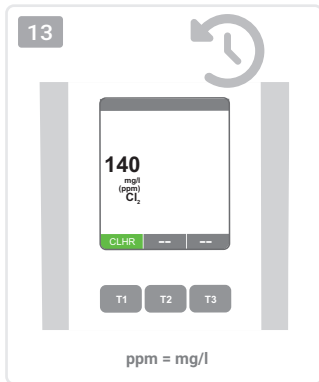 13
140
mg/l
(ppm)
Cl₂
CLHR -- --
T1 T2 T3
ppm = mg/l